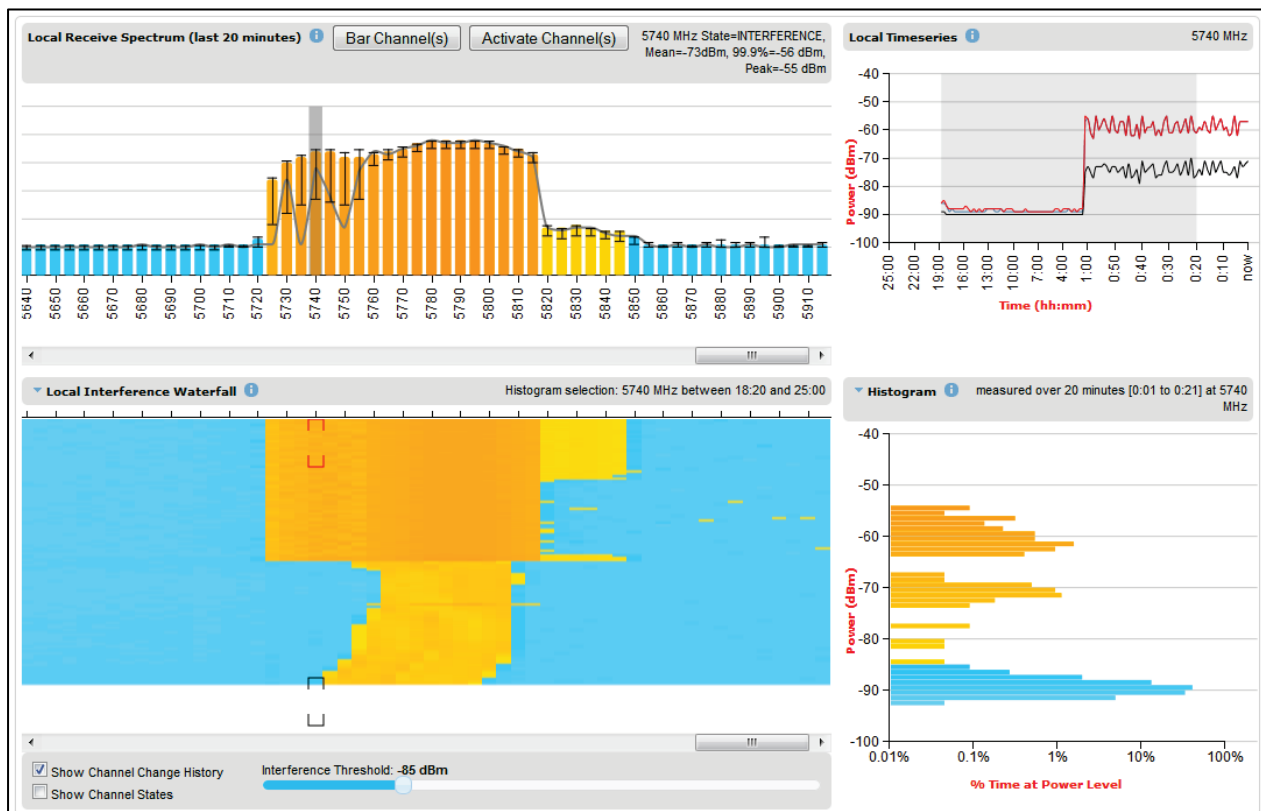 Local Receive Spectrum (last 20 minutes)
Bar Channel(s)
Activate Channel(s)
5740 MHz State=INTERFERENCE,
Mean=-73dBm, 99.9%=-56 dBm,
Peak=-55 dBm
5640
5650
5660
5670
5680
5690
5700
5710
5720
5730
5740
5750
5760
5770
5780
5790
5800
5810
5820
5830
5840
5850
5860
5870
5880
5890
5900
5910
Local Timeseries
5740 MHz
-40
-50
-60
-70
-80
-90
-100
Power (dBm)
25:00
22:00
19:00
16:00
13:00
10:00
7:00
4:00
1:00
0:50
0:40
0:30
0:20
0:10
now
Time (hh:mm)
Local Interference Waterfall
Histogram selection: 5740 MHz between 18:20 and 25:00
Show Channel Change History
Show Channel States
Interference Threshold: -85 dBm
Histogram
measured over 20 minutes [0:01 to 0:21] at 5740
MHz
-40
-50
-60
-70
-80
-90
-100
Power (dBm)
0.01%
0.1%
1%
10%
100%
% Time at Power Level